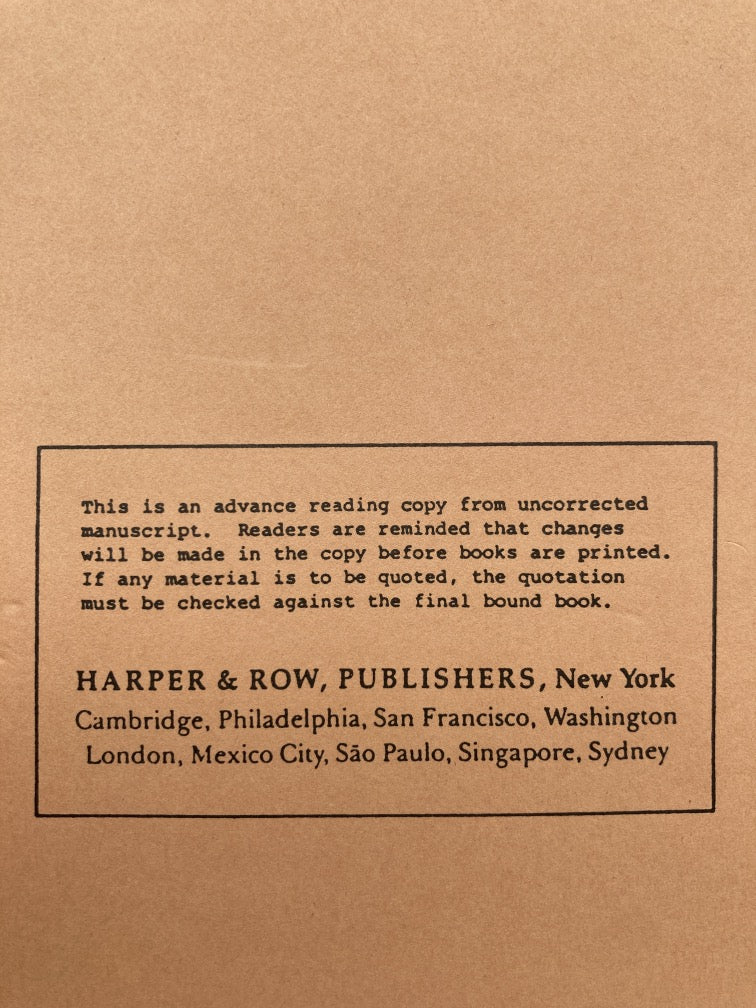 This is an advance reading copy from uncorrected
manuscript.  Readers are reminded that changes
will be made in the copy before books are printed.
If any material is to be quoted, the quotation
must be checked against the final bound book.
HARPER & ROW, PUBLISHERS, New York
Cambridge, Philadelphia, San Francisco, Washington
London, Mexico City, São Paulo, Singapore, Sydney